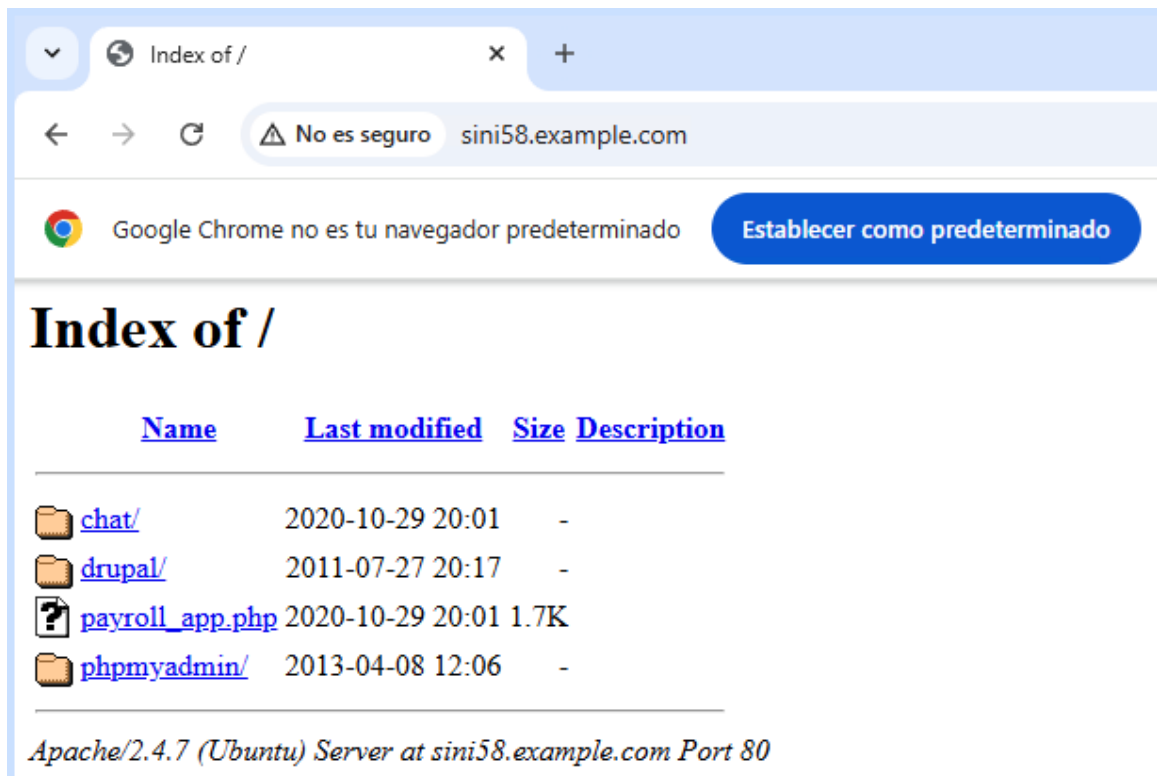 Index of /
No es seguro sini58.example.com
Google Chrome no es tu navegador predeterminado Establecer como predeterminado
Index of /
Name Last modified Size Description
chat/ 2020-10-29 20:01 -
drupal/ 2011-07-27 20:17 -
payroll_app.php 2020-10-29 20:01 1.7K
phpmyadmin/ 2013-04-08 12:06 -
Apache/2.4.7 (Ubuntu) Server at sini58.example.com Port 80